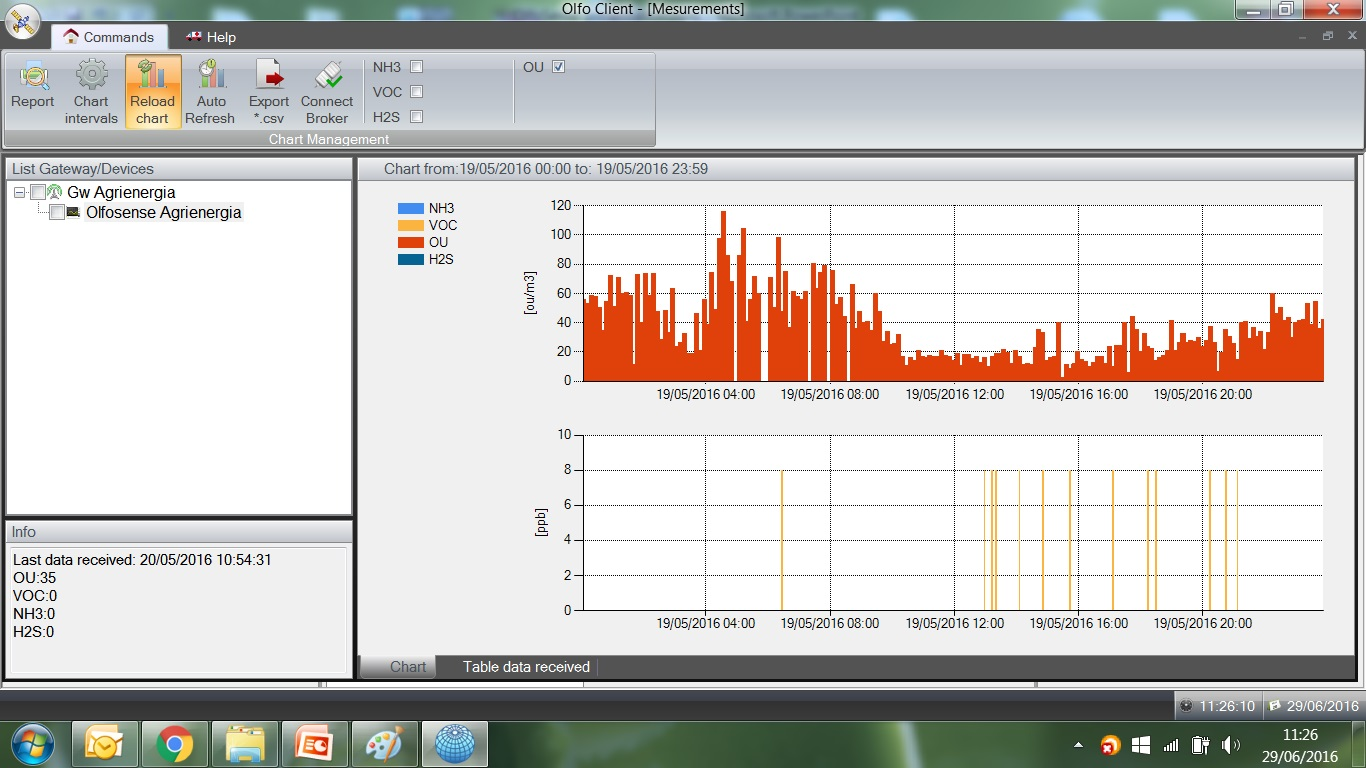 Olfo Client - [Mesurements]
Commands
Help
Report
Chart
intervals
Reload
chart
Auto
Refresh
Export
*.csv
Connect
Broker
NH3
VOC
H2S
OU
Chart Management
List Gateway/Devices
Gw Agrienergia
Olfosense Agrienergia
Info
Last data received: 20/05/2016 10:54:31
OU:35
VOC:0
NH3:0
H2S:0
Chart from:19/05/2016 00:00 to: 19/05/2016 23:59
NH3
VOC
OU
H2S
[ou/m3]
120
100
80
60
40
20
0
19/05/2016 04:00 19/05/2016 08:00 19/05/2016 12:00 19/05/2016 16:00 19/05/2016 20:00
[ppb]
10
8
6
4
2
0
19/05/2016 04:00 19/05/2016 08:00 19/05/2016 12:00 19/05/2016 16:00 19/05/2016 20:00
Chart Table data received
11:26:10 29/06/2016
11:26
29/06/2016